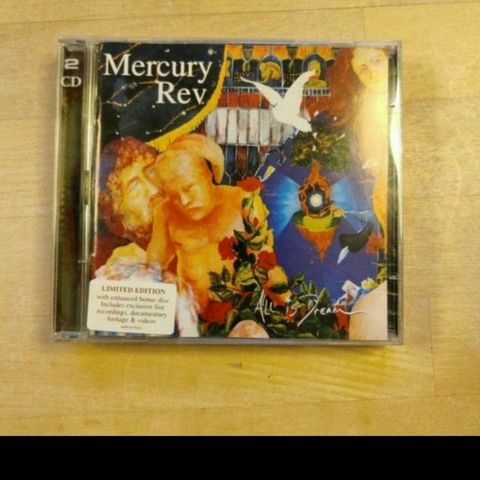 2
CD
Mercury
Rev
LIMITED EDITION
with enhanced bonus disc
Includes exclusive live
recordings, documentary
footage & videos
All is Dream